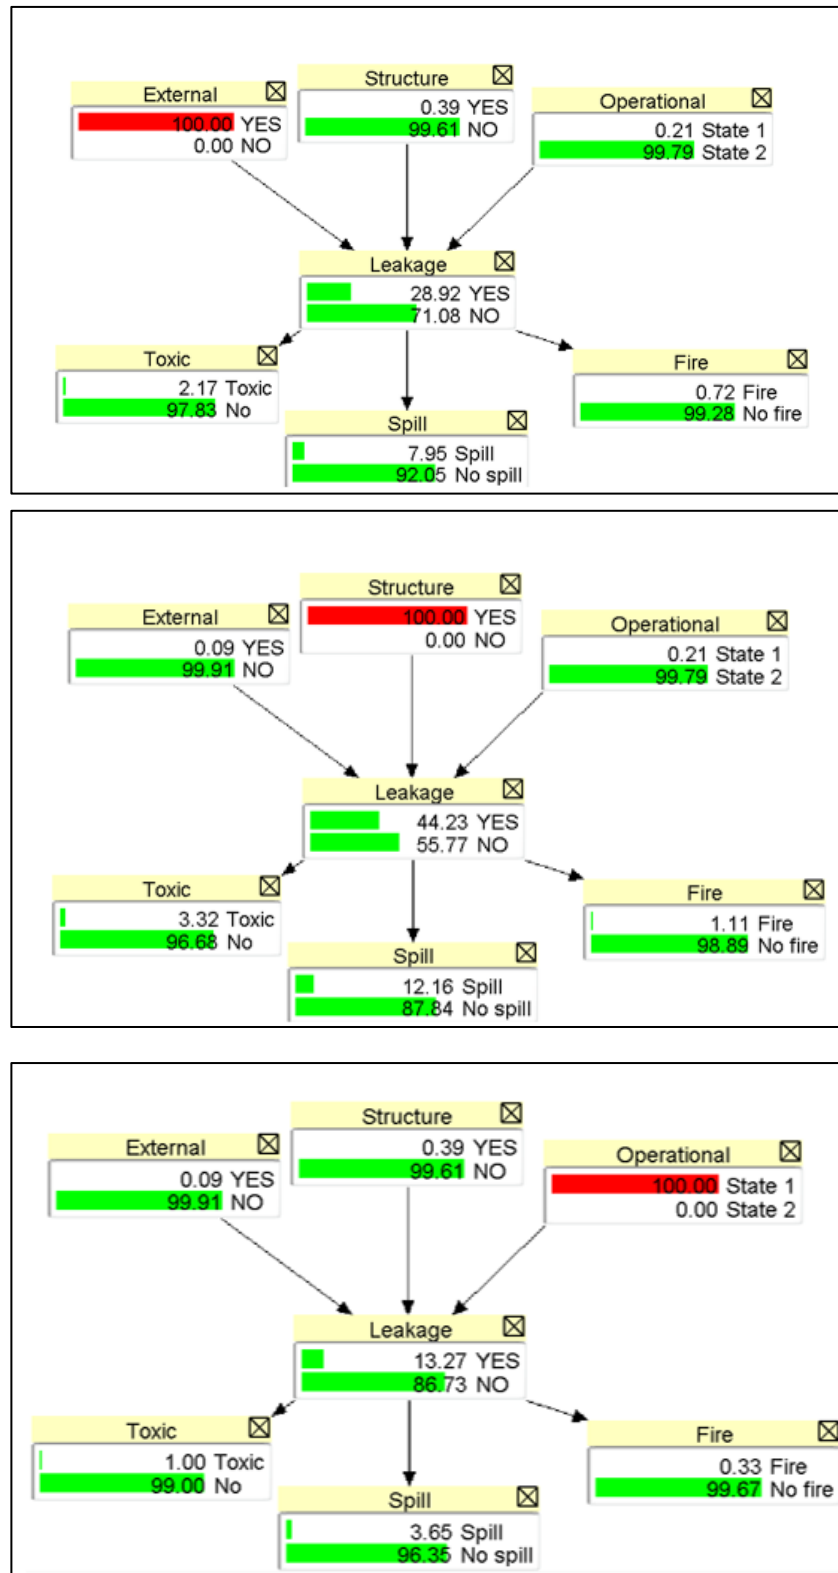 Structure
0.39 YES
99.61 NO
External
100.00 YES
0.00 NO
Operational
0.21 State 1
99.79 State 2
Leakage
28.92 YES
71.08 NO
Toxic
2.17 Toxic
97.83 No
Spill
7.95 Spill
92.05 No spill
Fire
0.72 Fire
99.28 No fire
Structure
100.00 YES
0.00 NO
External
0.09 YES
99.91 NO
Operational
0.21 State 1
99.79 State 2
Leakage
44.23 YES
55.77 NO
Toxic
3.32 Toxic
96.68 No
Spill
12.16 Spill
87.84 No spill
Fire
1.11 Fire
98.89 No fire
Structure
0.39 YES
99.61 NO
External
0.09 YES
99.91 NO
Operational
100.00 State 1
0.00 State 2
Leakage
13.27 YES
86.73 NO
Toxic
1.00 Toxic
99.00 No
Spill
3.65 Spill
96.35 No spill
Fire
0.33 Fire
99.67 No fire